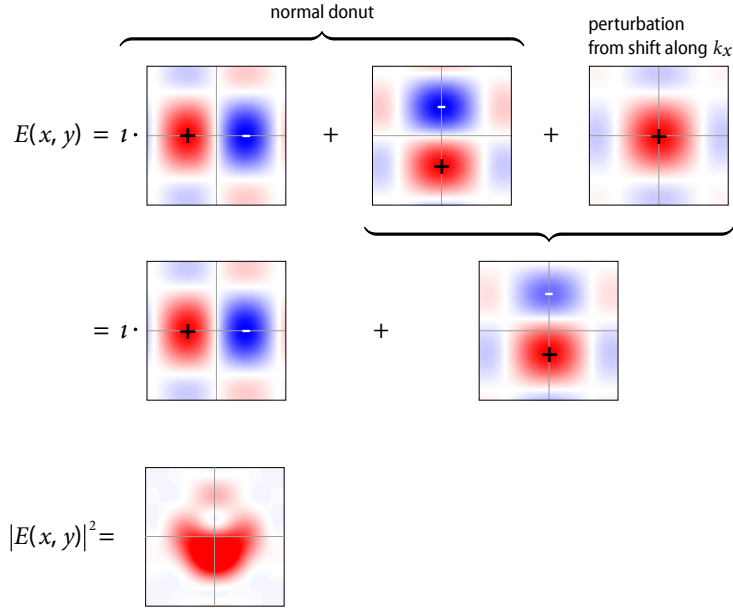 normal donut
perturbation
from shift along kx
E(x, y) = ı · + - - + +
+ +
= ı · + - + -
+
|E(x, y)|² =